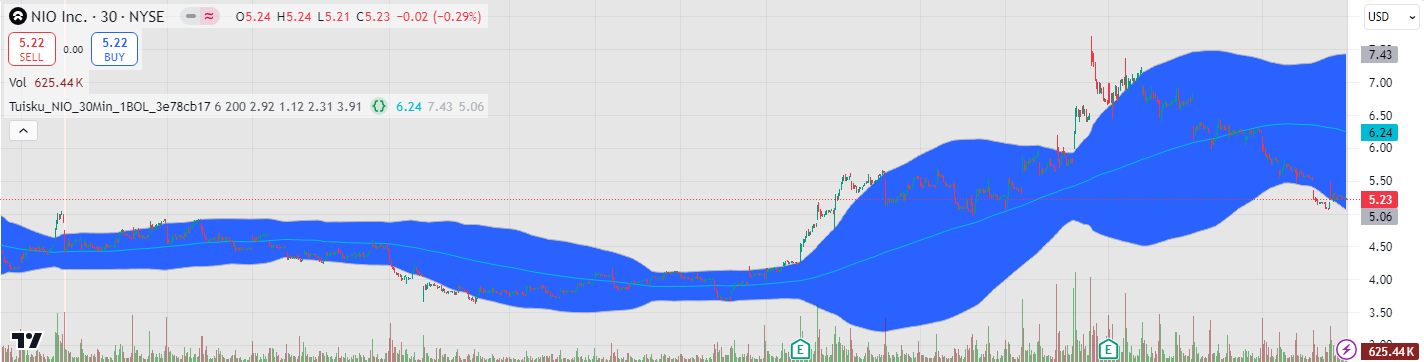 NIO Inc. · 30 · NYSE O5.24 H5.24 L5.21 C5.23 −0.02 (−0.29%)
USD
5.22 SELL 0.00 5.22 BUY
Vol 625.44 K
Tuisku_NIO_30Min_1BOL_3e78cb17 6 200 2.92 1.12 2.31 3.91 {} 6.24 7.43 5.06
7.43
7.00
6.50
6.24
6.00
5.50
5.23
5.06
4.50
4.00
3.50
E
E
625.44 K